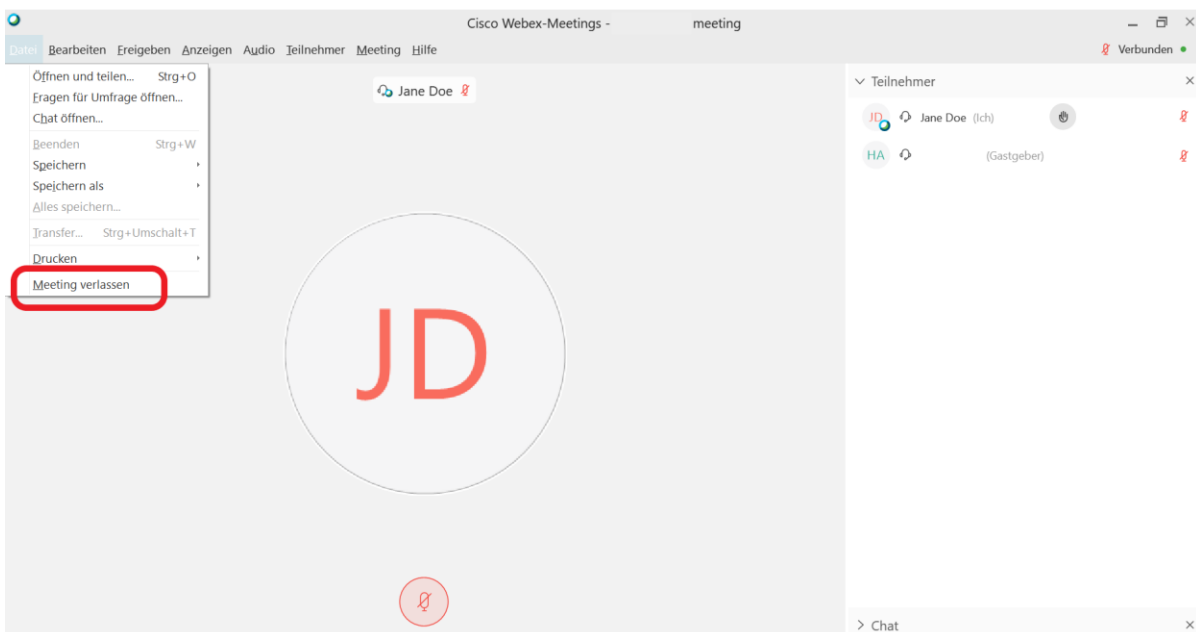 Cisco Webex-Meetings - meeting
Datei Bearbeiten Freigeben Anzeigen Audio Teilnehmer Meeting Hilfe Verbunden
Öffnen und teilen... Strg+O
Fragen für Umfrage öffnen...
Chat öffnen...
Beenden Strg+W
Speichern
Speichern als
Alles speichern...
Transfer... Strg+Umschalt+T
Drucken
Meeting verlassen
Jane Doe
JD
Teilnehmer
JD Jane Doe (Ich)
HA (Gastgeber)
Chat